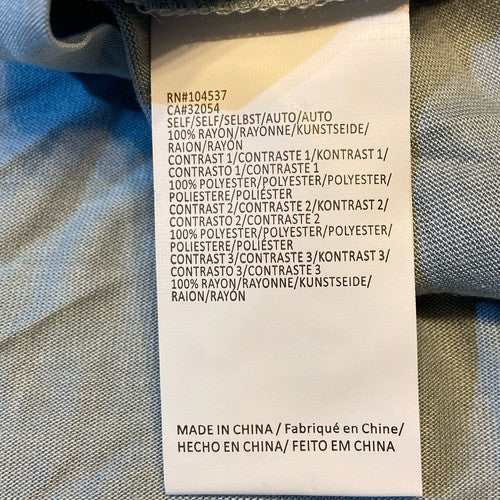 RN#104537
CA#32054
SELF/SELF/SELBST/AUTO/AUTO
100% RAYON/RAYONNE/KUNSTSEIDE/
RAION/RAYÓN
CONTRAST 1/CONTRASTE 1/KONTRAST 1/
CONTRASTO 1/CONTRASTE 1
100% POLYESTER/POLYESTER/POLYESTER/
POLIESTERE/POLIÉSTER
CONTRAST 2/CONTRASTE 2/KONTRAST 2/
CONTRASTO 2/CONTRASTE 2
100% POLYESTER/POLYESTER/POLYESTER/
POLIESTERE/POLIÉSTER
CONTRAST 3/CONTRASTE 3/KONTRAST 3/
CONTRASTO 3/CONTRASTE 3
100% RAYON/RAYONNE/KUNSTSEIDE/
RAION/RAYÓN
MADE IN CHINA / Fabriqué en Chine/
HECHO EN CHINA/ FEITO EM CHINA